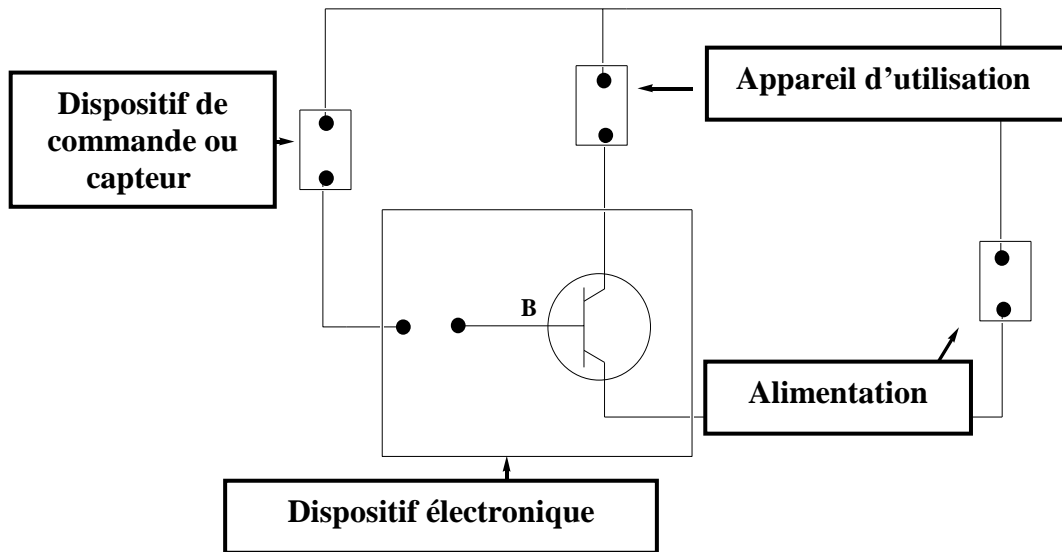 Appareil d’utilisation
Dispositif de
commande ou
capteur
B
Alimentation
Dispositif électronique